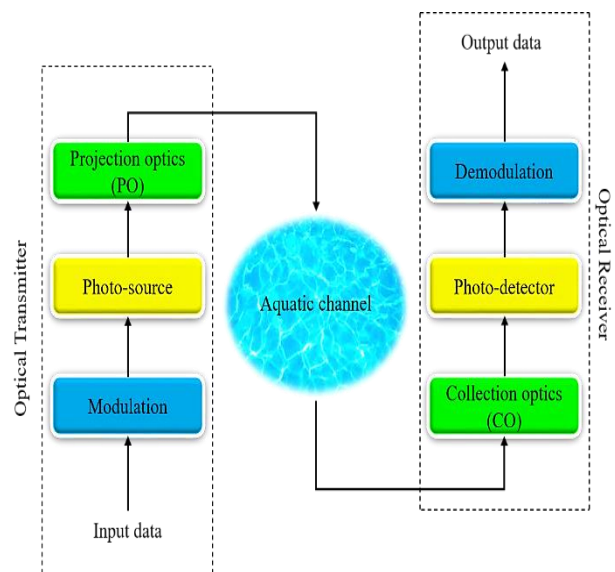 Optical Transmitter
Projection optics
(PO)
Photo-source
Modulation
Input data
Aquatic channel
Output data
Demodulation
Photo-detector
Collection optics
(CO)
Optical Receiver